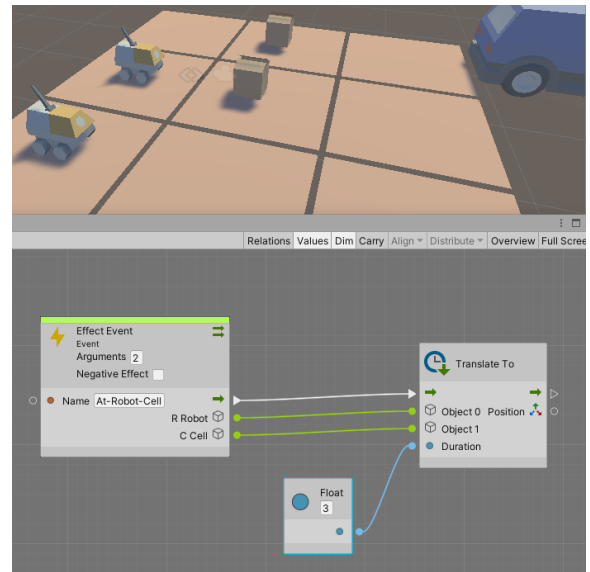 Relations Values Dim Carry Align Distribute Overview Full Scree
Effect Event
Event
Arguments 2
Negative Effect
Name At-Robot-Cell
R Robot
C Cell
Translate To
Object 0 Position
Object 1
Duration
Float
3